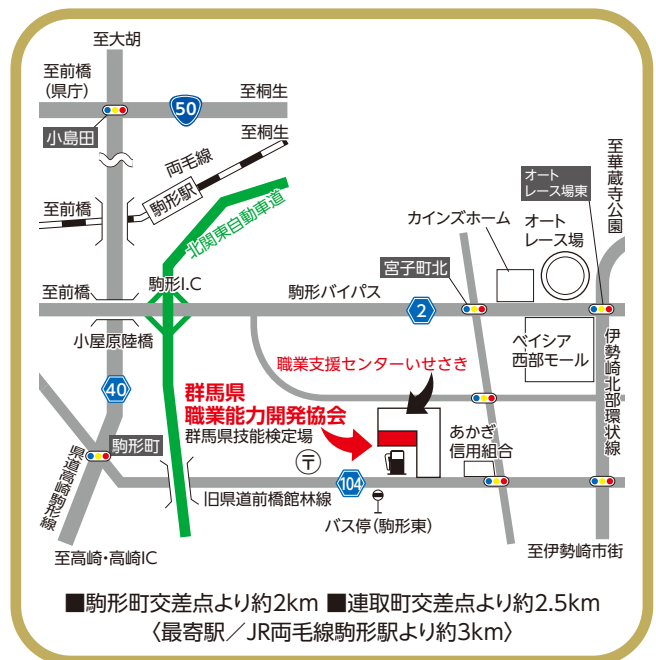 至大胡
至前橋
(県庁)
至桐生
50
小島田
至桐生
両毛線
駒形駅
至前橋
北関東自動車道
至華蔵寺公園
オート
レース場東
カインズホーム
オート
レース場
宮子町北
駒形I.C
至前橋
駒形バイパス
2
小屋原陸橋
ベイシア
西部モール
伊勢崎北部環状線
職業支援センターいせさき
40
群馬県
職業能力開発協会
群馬県技能検定場
あかぎ
信用組合
駒形町
〒
104
県道高崎駒形線
旧県道前橋館林線
バス停(駒形東)
至高崎・高崎IC
至伊勢崎市街
■駒形町交差点より約2km ■連取町交差点より約2.5km
〈最寄駅／JR両毛線駒形駅より約3km〉